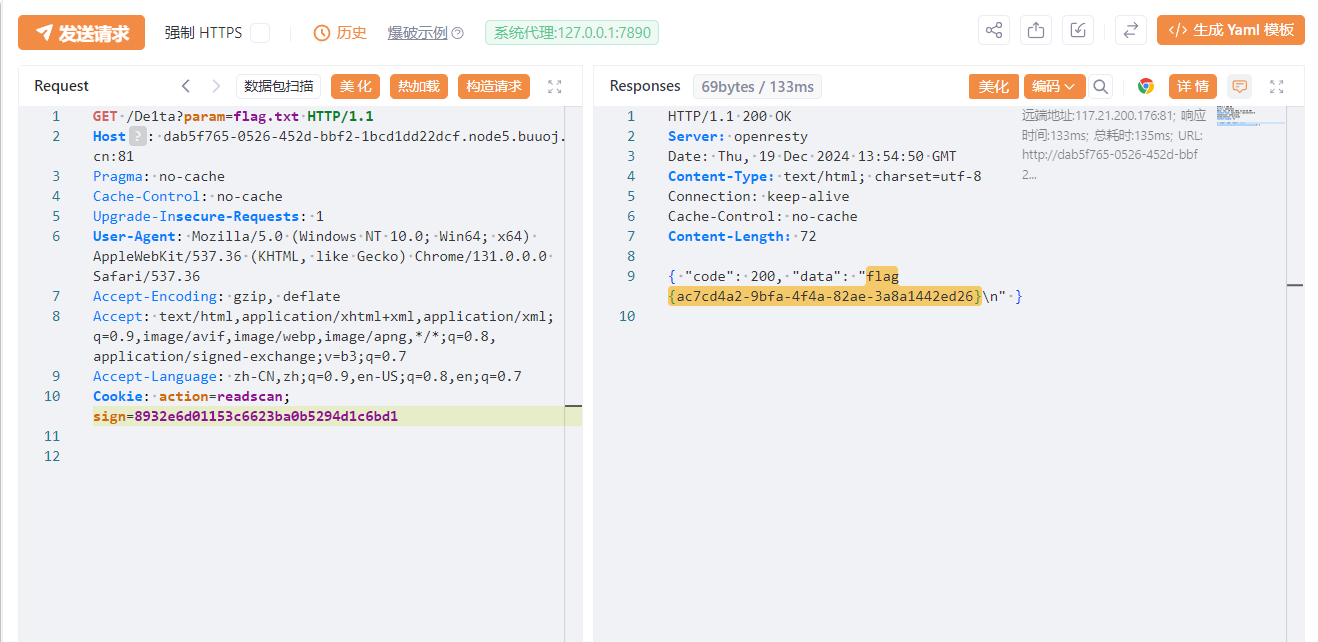 发送请求 强制 HTTPS 历史 爆破示例 系统代理:127.0.0.1:7890 </> 生成 Yaml 模板
Request 数据包扫描 美 化 热加载 构造请求
1 GET /De1ta?param=flag.txt HTTP/1.1
2 Host ? : dab5f765-0526-452d-bbf2-1bcd1dd22dcf.node5.buuoj.
cn:81
3 Pragma: no-cache
4 Cache-Control: no-cache
5 Upgrade-Insecure-Requests: 1
6 User-Agent: Mozilla/5.0 (Windows NT 10.0; Win64; x64)
AppleWebKit/537.36 (KHTML, like Gecko) Chrome/131.0.0.0
Safari/537.36
7 Accept-Encoding: gzip, deflate
8 Accept: text/html,application/xhtml+xml,application/xml;
q=0.9,image/avif,image/webp,image/apng,*/*;q=0.8,
application/signed-exchange;v=b3;q=0.7
9 Accept-Language: zh-CN,zh;q=0.9,en-US;q=0.8,en;q=0.7
10 Cookie: action=readscan;
sign=8932e6d01153c6623ba0b5294d1c6bd1
11
12
Responses 69bytes / 133ms 美化 编码 详 情
1 HTTP/1.1 200 OK
2 Server: openresty
3 Date: Thu, 19 Dec 2024 13:54:50 GMT
4 Content-Type: text/html; charset=utf-8
5 Connection: keep-alive
6 Cache-Control: no-cache
7 Content-Length: 72
8
9 { "code": 200, "data": "flag
{ac7cd4a2-9bfa-4f4a-82ae-3a8a1442ed26}\n" }
10
远端地址:117.21.200.176:81; 响应
时间:133ms; 总耗时:135ms; URL:
http://dab5f765-0526-452d-bbf
2...